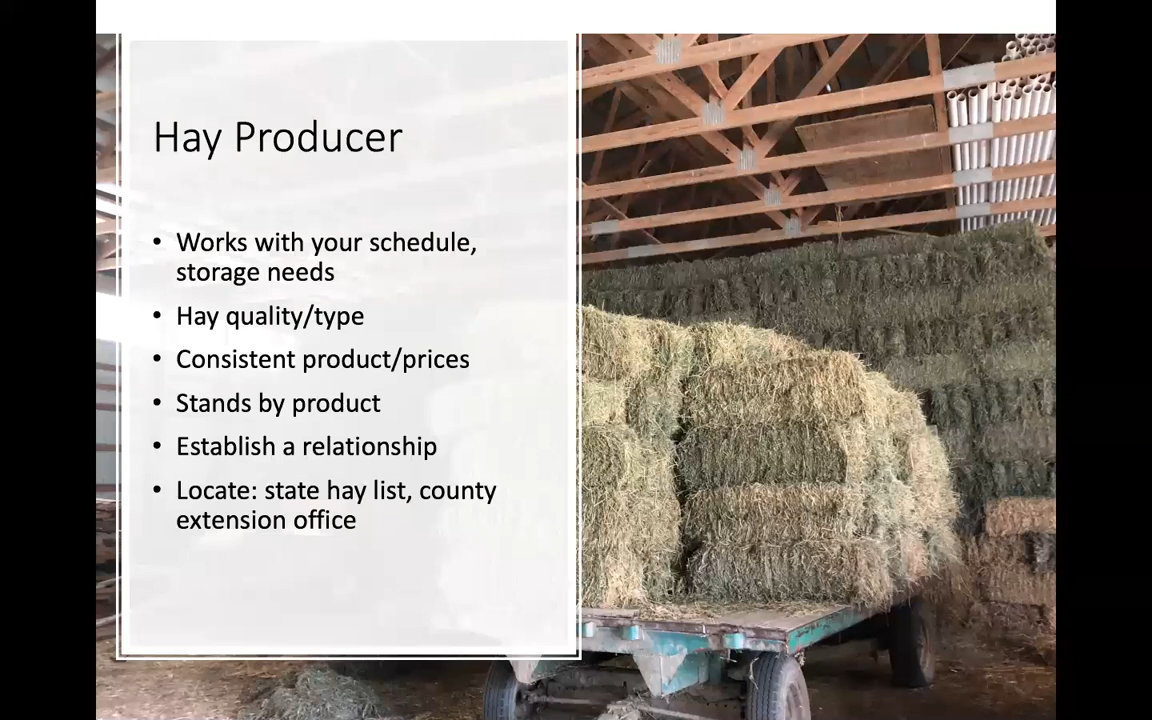 Hay Producer
• Works with your schedule,
storage needs
• Hay quality/type
• Consistent product/prices
• Stands by product
• Establish a relationship
• Locate: state hay list, county
extension office